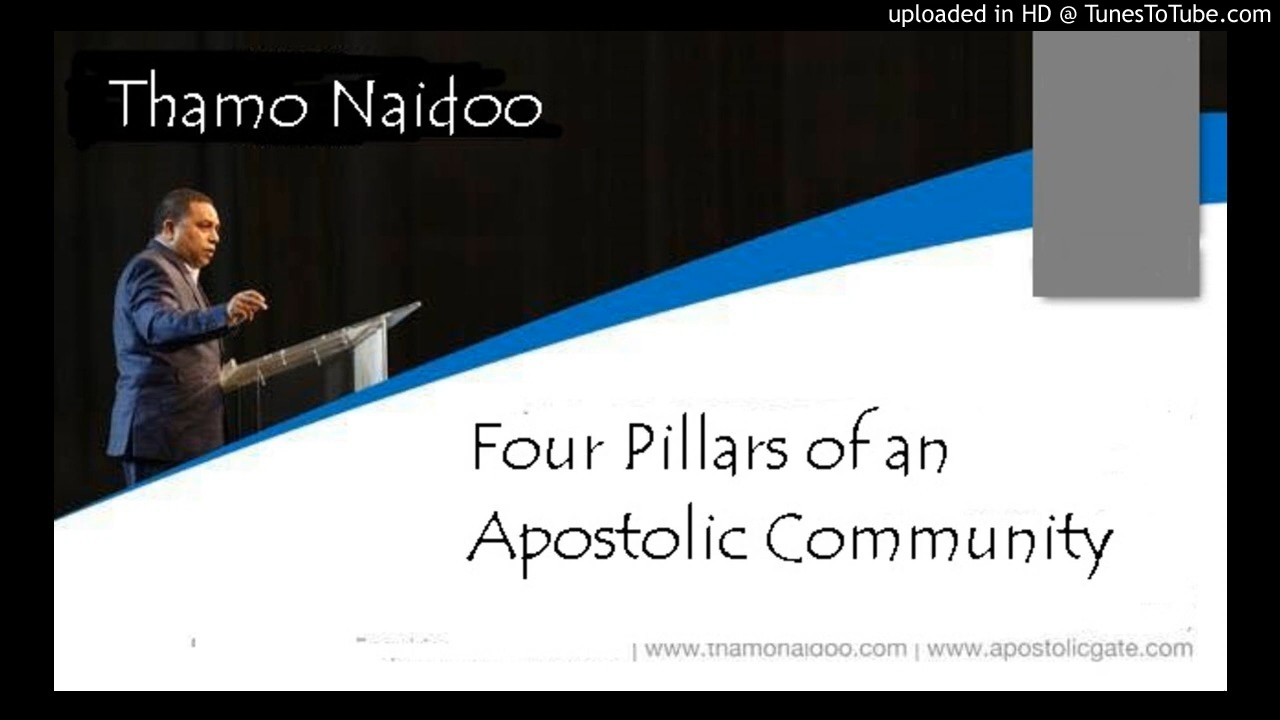 uploaded in HD @ TunesToTube.com
Thamo Naidoo
Four Pillars of an
Apostolic Community
| www.thamonaidoo.com | www.apostolicgate.com